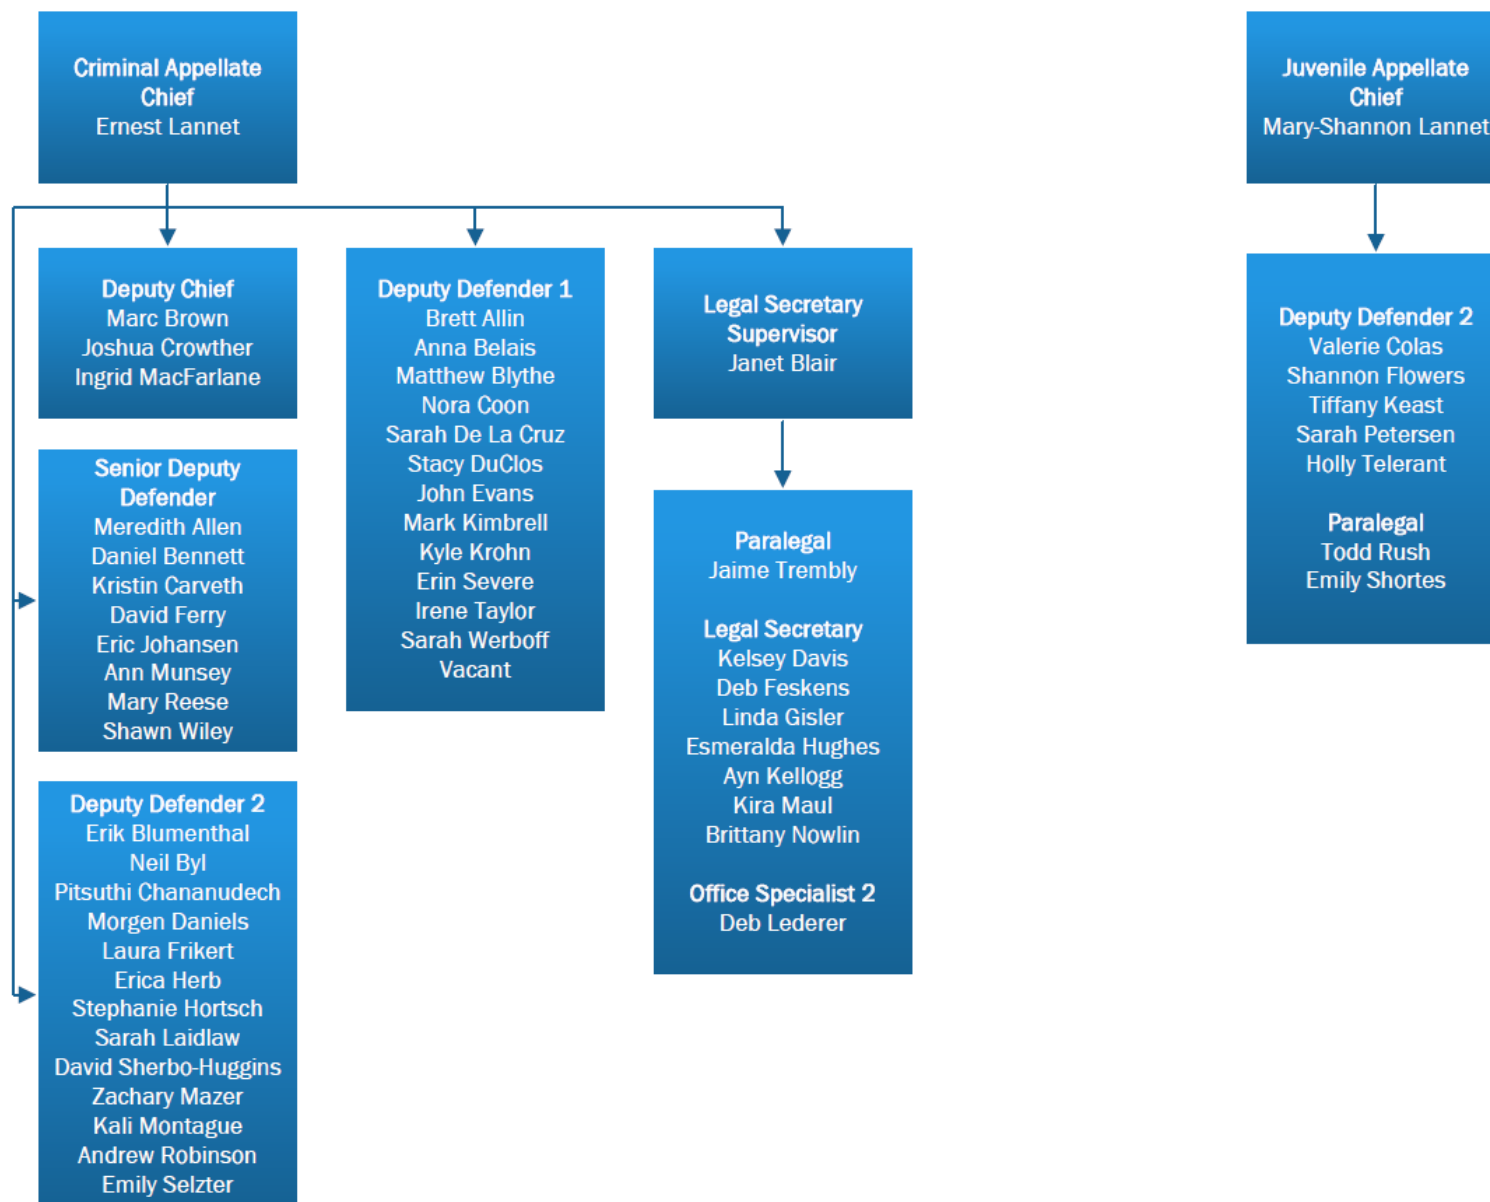 Criminal Appellate
Chief
Ernest Lannet
Juvenile Appellate
Chief
Mary-Shannon Lannet
Deputy Chief
Marc Brown
Joshua Crowther
Ingrid MacFarlane
Senior Deputy
Defender
Meredith Allen
Daniel Bennett
Kristin Carveth
David Ferry
Eric Johansen
Ann Munsey
Mary Reese
Shawn Wiley
Deputy Defender 2
Erik Blumenthal
Neil Byl
Pitsuthi Chananudech
Morgen Daniels
Laura Frikert
Erica Herb
Stephanie Hortsch
Sarah Laidlaw
David Sherbo-Huggins
Zachary Mazer
Kali Montague
Andrew Robinson
Emily Selzter
Deputy Defender 1
Brett Allin
Anna Belais
Matthew Blythe
Nora Coon
Sarah De La Cruz
Stacy DuClos
John Evans
Mark Kimbrell
Kyle Krohn
Erin Severe
Irene Taylor
Sarah Werboff
Vacant
Legal Secretary
Supervisor
Janet Blair
Paralegal
Jaime Trembly
Legal Secretary
Kelsey Davis
Deb Feskens
Linda Gisler
Esmeralda Hughes
Ayn Kellogg
Kira Maul
Brittany Nowlin
Office Specialist 2
Deb Lederer
Deputy Defender 2
Valerie Colas
Shannon Flowers
Tiffany Keast
Sarah Petersen
Holly Telerant
Paralegal
Todd Rush
Emily Shortes